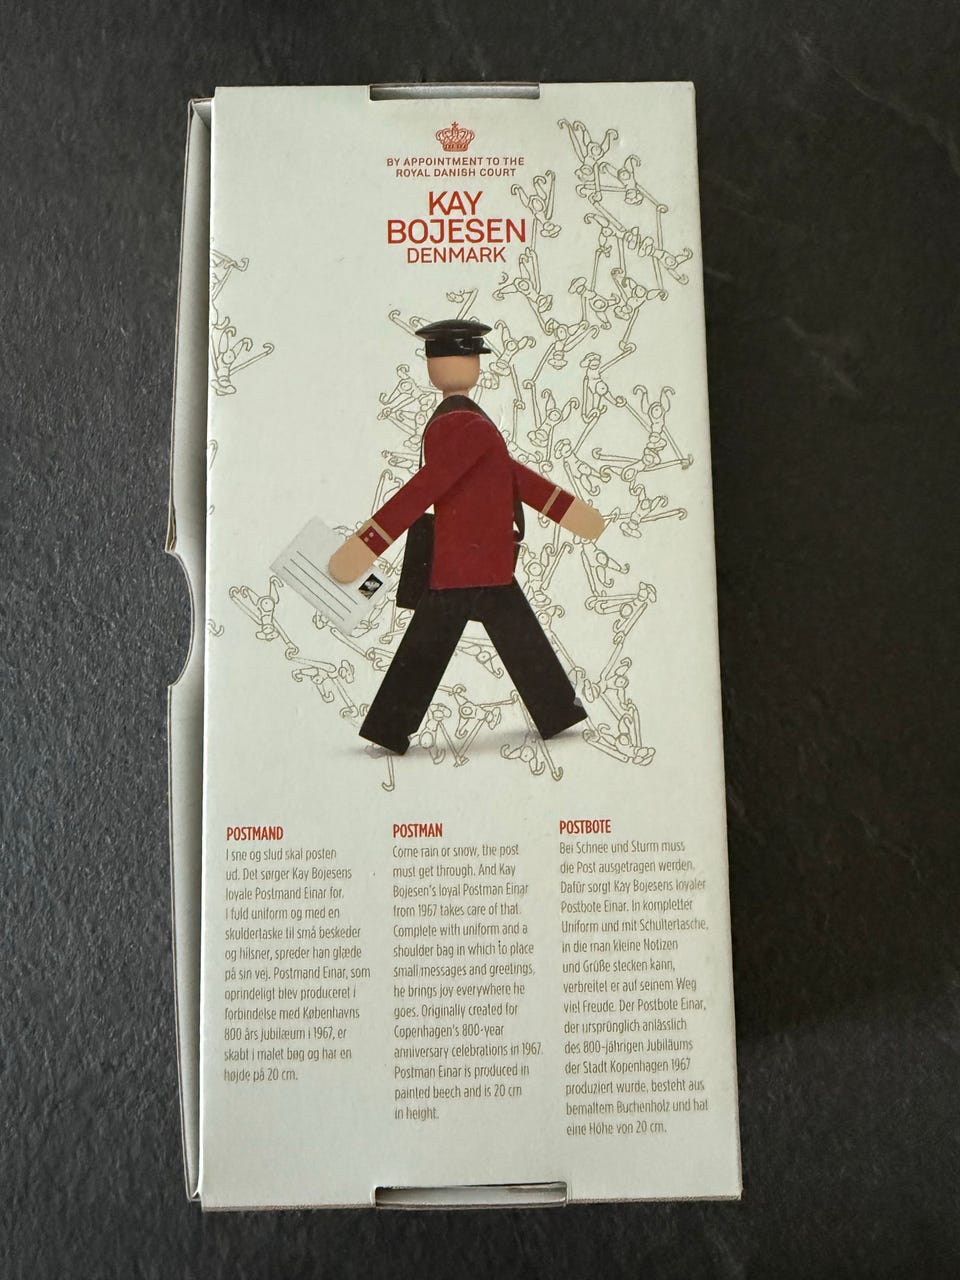 BY APPOINTMENT TO THE
ROYAL DANISH COURT
KAY
BOJESEN
DENMARK
POSTMAND
I sne og slud skal posten
ud. Det sørger Kay Bojesens
loyale Postmand Einar for.
I fuld uniform og med en
skuldertaske til små beskeder
og hilsner, spreder han glæde
på sin vej. Postmand Einar, som
oprindeligt blev produceret i
forbindelse med Københavns
800 års jubilæum i 1967, er
skabt i malet bøg og har en
højde på 20 cm.
POSTMAN
Come rain or snow, the post
must get through. And Kay
Bojesen's loyal Postman Einar
from 1967 takes care of that.
Complete with uniform and a
shoulder bag in which to place
small messages and greetings,
he brings joy everywhere he
goes. Originally created for
Copenhagen's 800-year
anniversary celebrations in 1967.
Postman Einar is produced in
painted beech and is 20 cm
in height.
POSTBOTE
Bei Schnee und Sturm muss
die Post ausgetragen werden.
Dafür sorgt Kay Bojesens loyaler
Postbote Einar. In kompletter
Uniform und mit Schultertasche,
in die man kleine Notizen
und Grüße stecken kann,
verbreitet er auf seinem Weg
viel Freude. Der Postbote Einar,
der ursprünglich anlässlich
des 800-jährigen Jubiläums
der Stadt Kopenhagen 1967
produziert wurde, besteht aus
bemaltem Buchenholz und hat
eine Höhe von 20 cm.